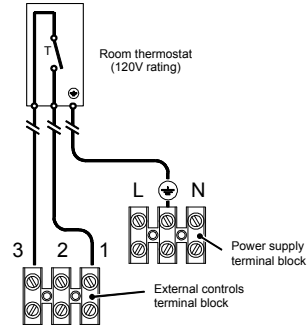 Room thermostat
(120V rating)
T
L N
3 2 1
Power supply
terminal block
External controls
terminal block